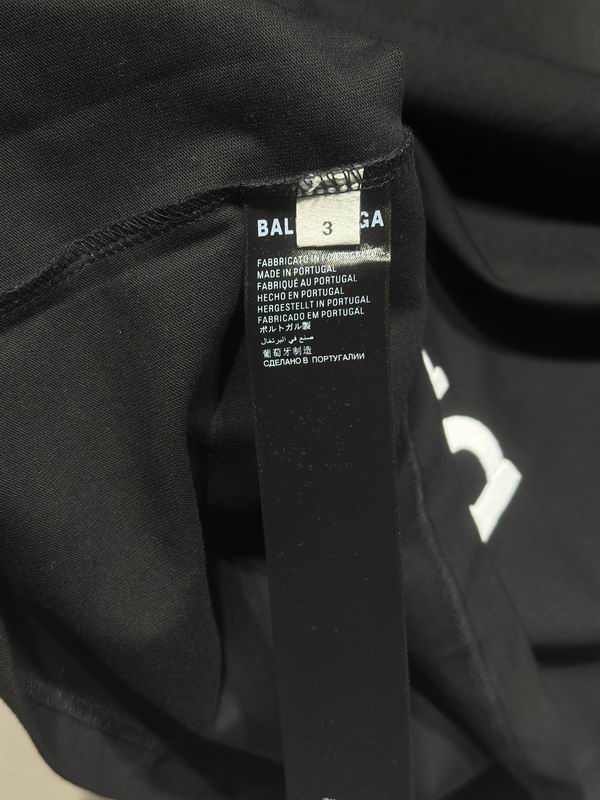 BAL GA
3
FABBRICATO IN PORTOGALLO
MADE IN PORTUGAL
FABRIQUÉ AU PORTUGAL
HECHO EN PORTUGAL
HERGESTELLT IN PORTUGAL
FABRICADO EM PORTUGAL
ポルトガル製
صنع في البرتغال
葡萄牙制造
СДЕЛАНО В ПОРТУГАЛИИ